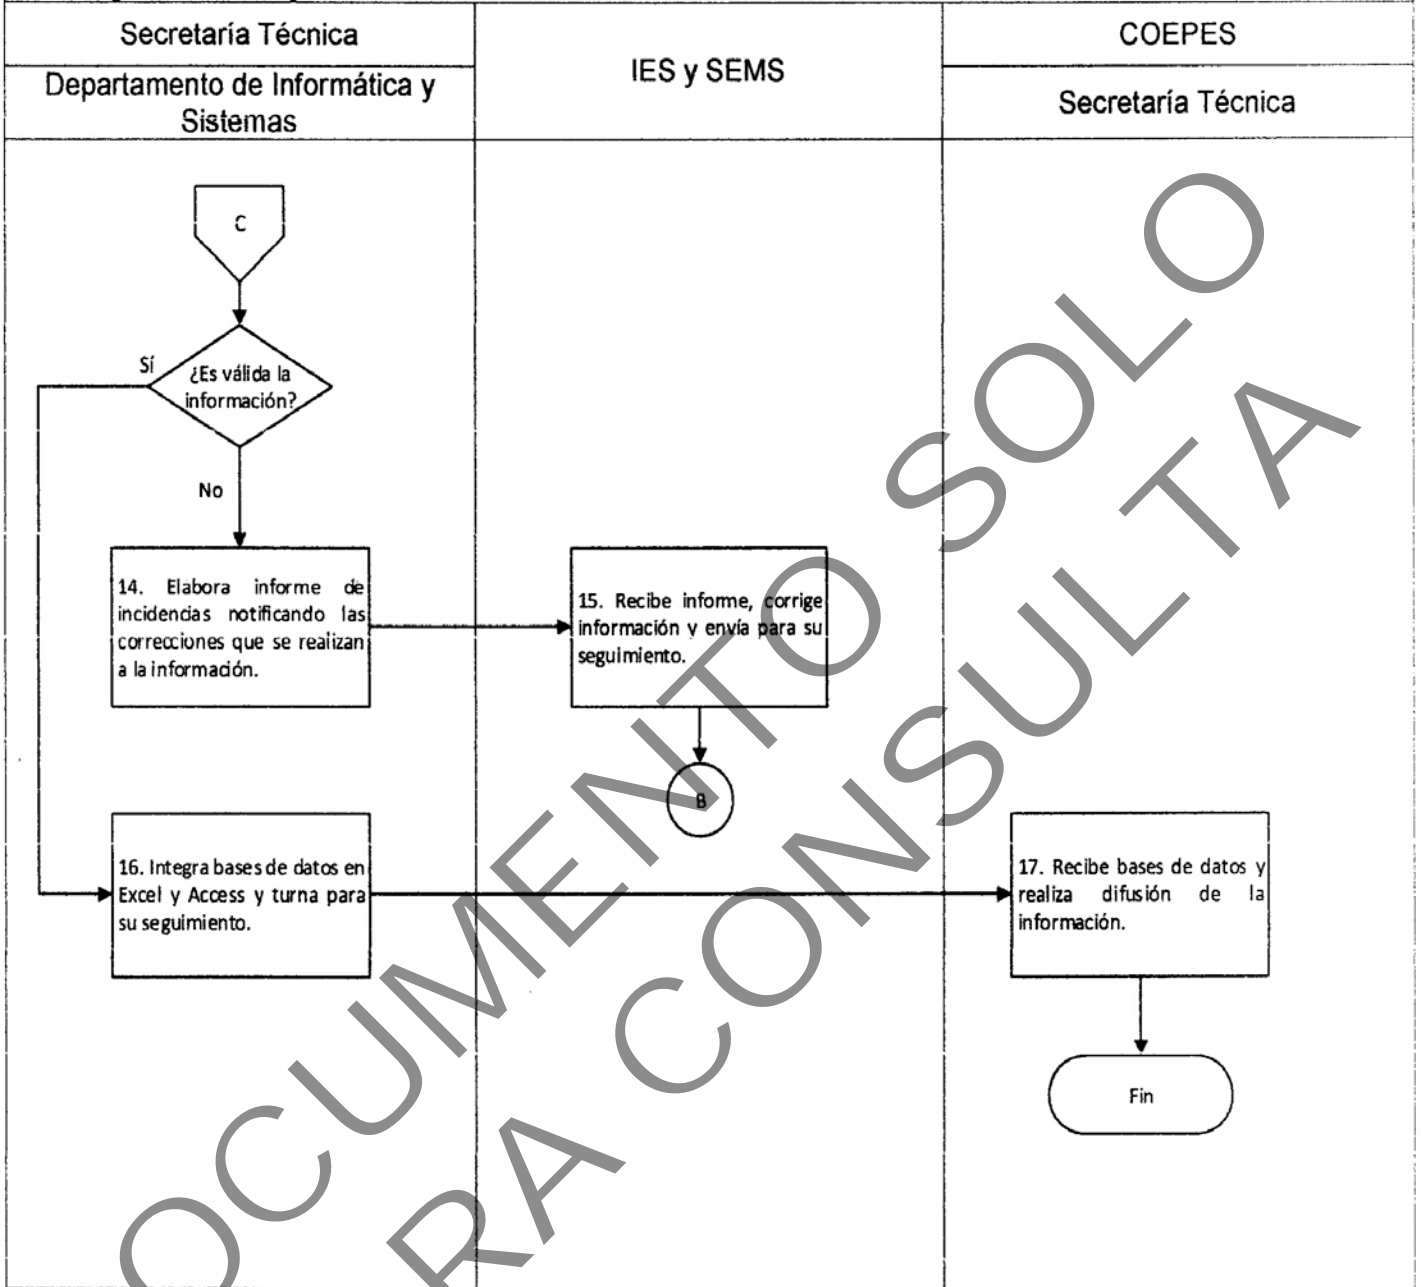 Secretaría Técnica
Departamento de Informática y
Sistemas
IES y SEMS
COEPES
Secretaría Técnica
C
Sí
¿Es válida la
información?
No
14. Elabora informe de
incidencias notificando las
correcciones que se realizan
a la información.
15. Recibe informe, corrige
información y envía para su
seguimiento.
B
16. Integra bases de datos en
Excel y Access y turna para
su seguimiento.
17. Recibe bases de datos y
realiza difusión de la
información.
Fin
OCUMENTO SOLO
RA CONSULTA